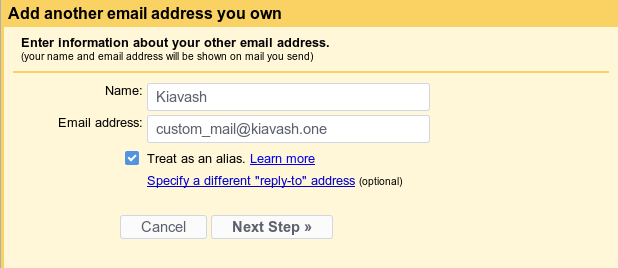 Add another email address you own
Enter information about your other email address.
(your name and email address will be shown on mail you send)
Name: Kiavash
Email address: custom_mail@kiavash.one
Treat as an alias. Learn more
Specify a different "reply-to" address (optional)
Cancel Next Step »